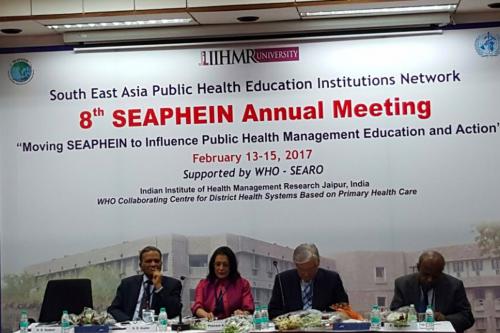 IIHMR UNIVERSITY
South East Asia Public Health Education Institutions Network
8th SEAPHEIN Annual Meeting
"Moving SEAPHEIN to Influence Public Health Management Education and Action"
February 13-15, 2017
Supported by WHO - SEARO
Indian Institute of Health Management Research Jaipur, India
WHO Collaborating Centre for District Health Systems Based on Primary Health Care